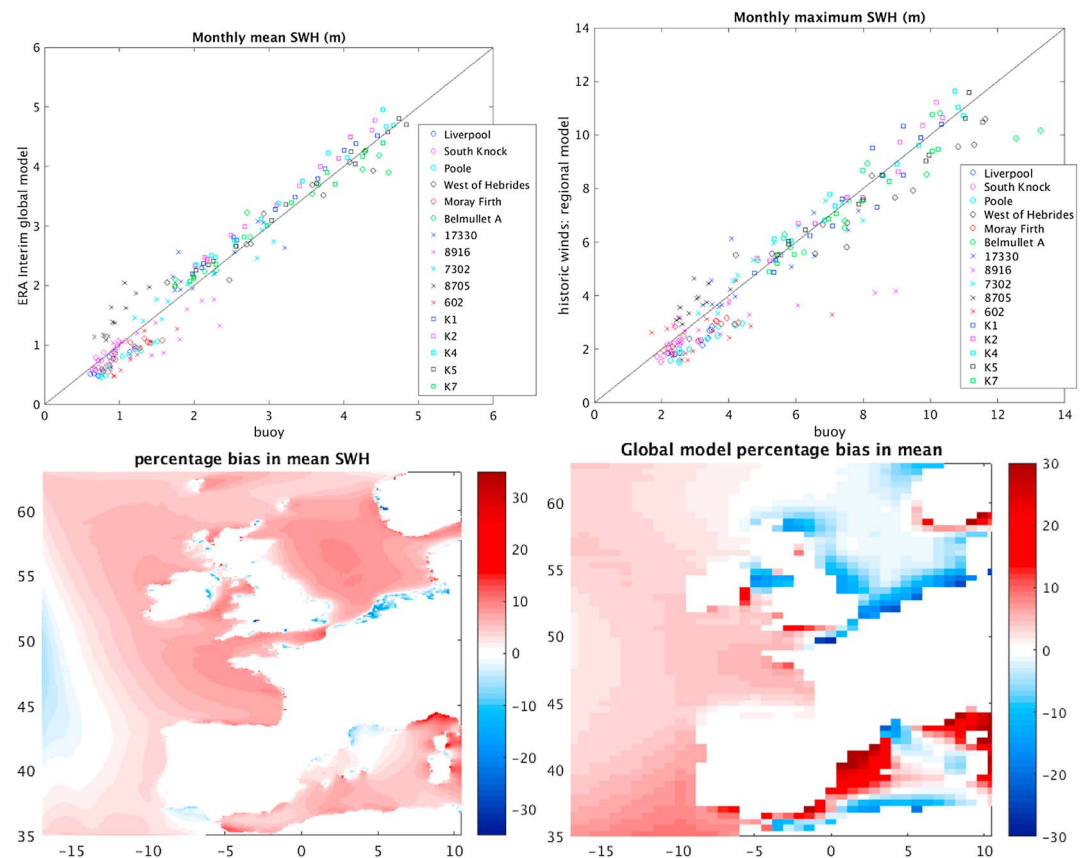 Monthly mean SWH (m)
6
5
4
3
2
1
0
ERA Interim global model
0 1 2 3 4 5 6
buoy
Liverpool
South Knock
Poole
West of Hebrides
Moray Firth
Belmullet A
17330
8916
7302
8705
602
K1
K2
K4
K5
K7
Monthly maximum SWH (m)
14
12
10
8
6
4
2
0
historic winds: regional model
0 2 4 6 8 10 12 14
buoy
Liverpool
South Knock
Poole
West of Hebrides
Moray Firth
Belmullet A
17330
8916
7302
8705
602
K1
K2
K4
K5
K7
percentage bias in mean SWH
60
55
50
45
40
35
-15 -10 -5 0 5 10
30
20
10
0
-10
-20
-30
Global model percentage bias in mean
60
55
50
45
40
35
-15 -10 -5 0 5 10
30
20
10
0
-10
-20
-30